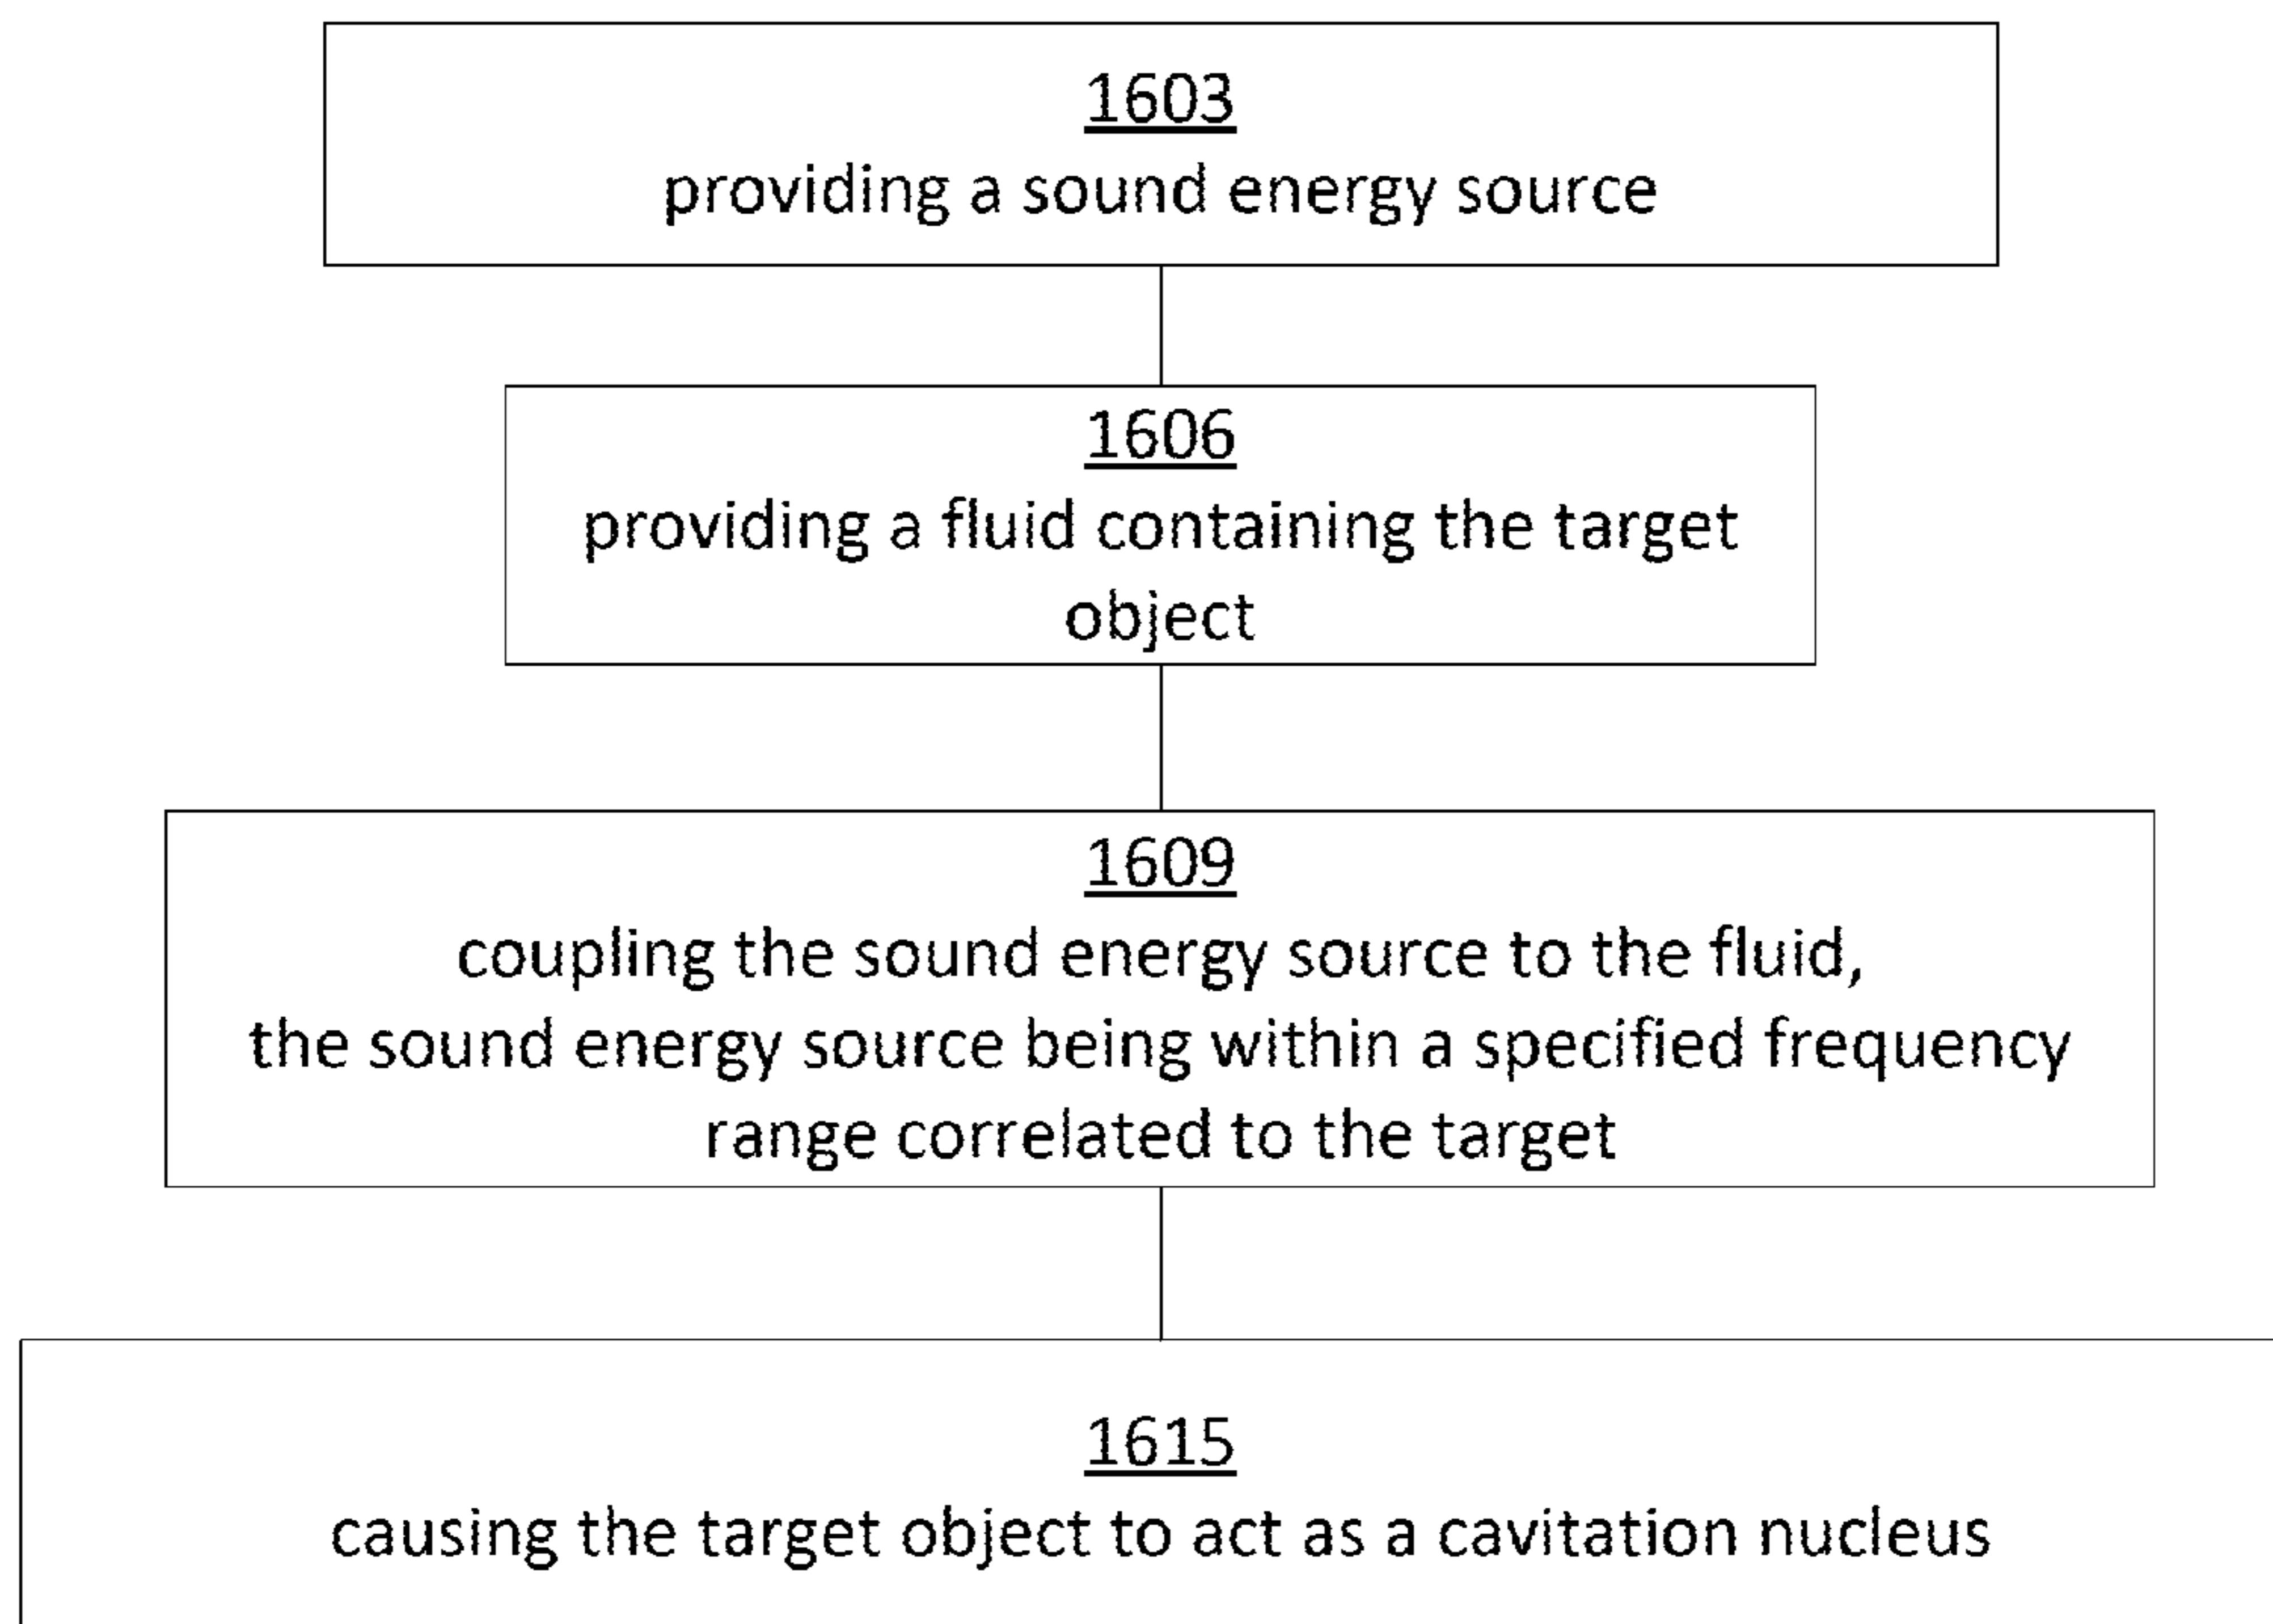 1603
providing a sound energy source
1606
providing a fluid containing the target
object
1609
coupling the sound energy source to the fluid,
the sound energy source being within a specified frequency
range correlated to the target
1615
causing the target object to act as a cavitation nucleus